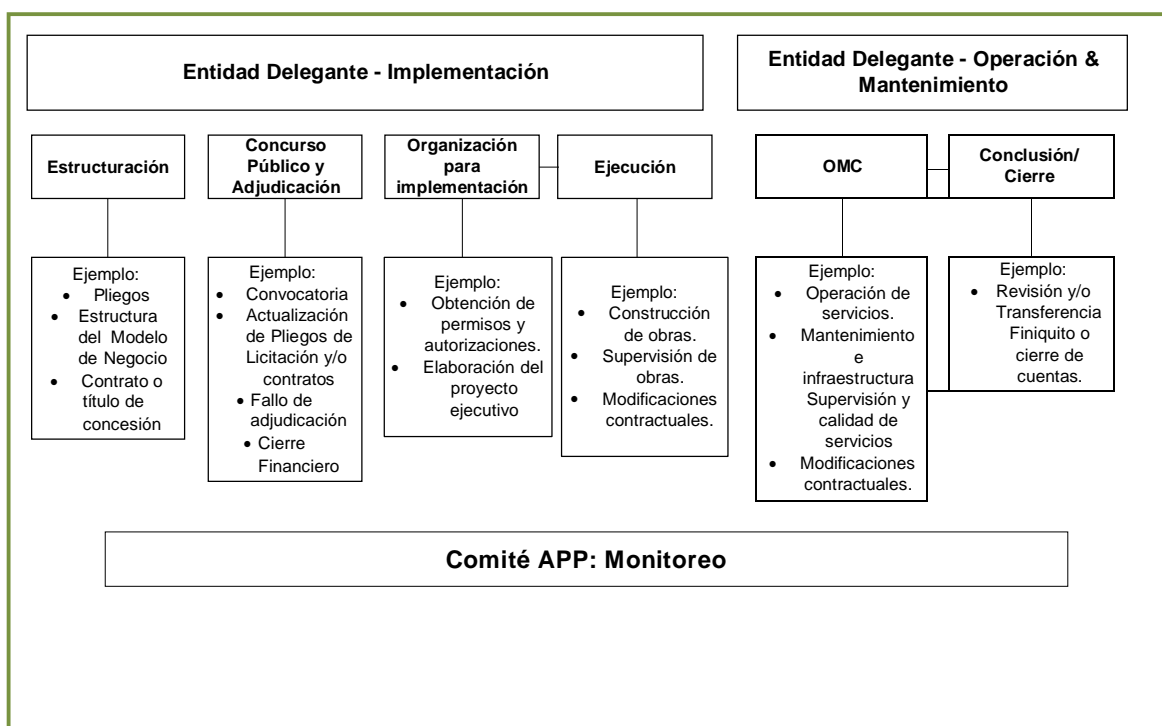 Entidad Delegante - Implementación
Entidad Delegante - Operación &
Mantenimiento
Estructuración
Concurso
Público y
Adjudicación
Organización
para
implementación
Ejecución
OMC
Conclusión/
Cierre
Ejemplo:
• Pliegos
• Estructura
del Modelo
de Negocio
• Contrato o
título de
concesión
Ejemplo:
• Convocatoria
• Actualización
de Pliegos de
Licitación y/o
contratos
• Fallo de
adjudicación
• Cierre
Financiero
Ejemplo:
• Obtención de
permisos y
autorizaciones.
• Elaboración del
proyecto
ejecutivo
Ejemplo:
• Construcción
de obras.
• Supervisión de
obras.
• Modificaciones
contractuales.
Ejemplo:
• Operación de
servicios.
• Mantenimiento
e
infraestructura
Supervisión y
calidad de
servicios
• Modificaciones
contractuales.
Ejemplo:
• Revisión y/o
Transferencia
Finiquito o
cierre de
cuentas.
Comité APP: Monitoreo